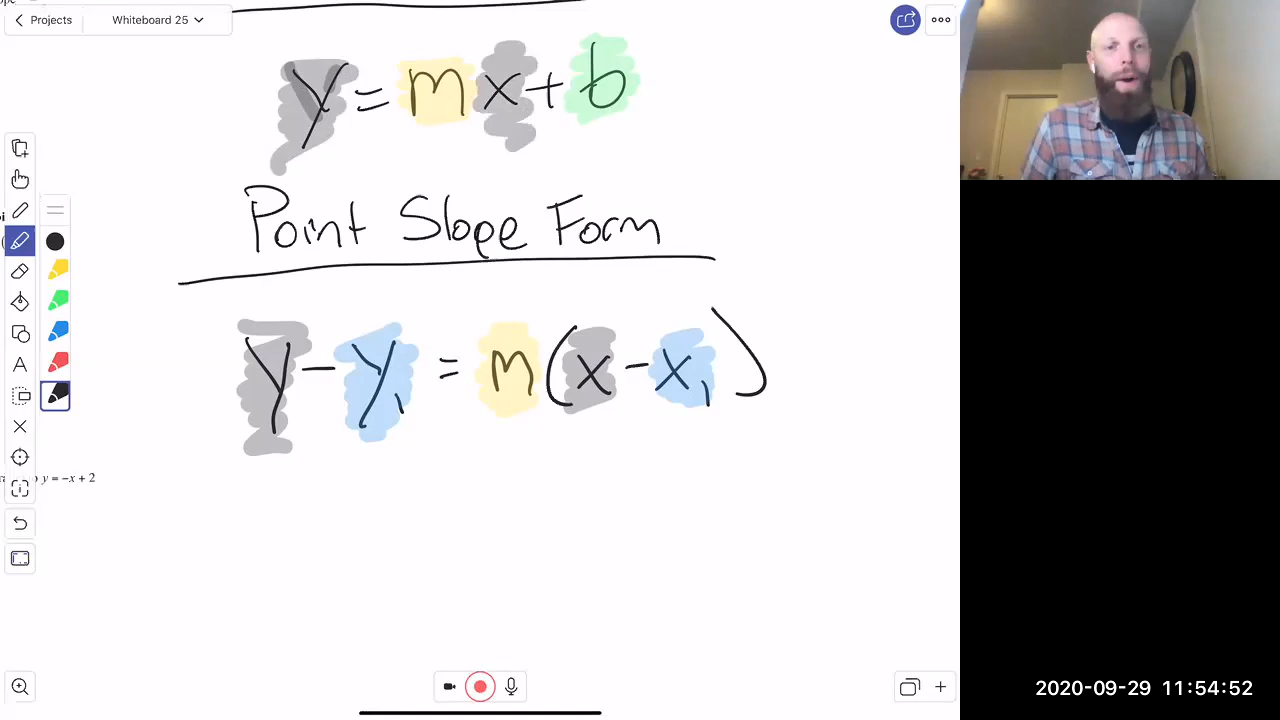 Projects Whiteboard 25
y = mx + b
Point Slope Form
y - y₁ = m(x - x₁)
y = −x + 2
2020-09-29 11:54:52